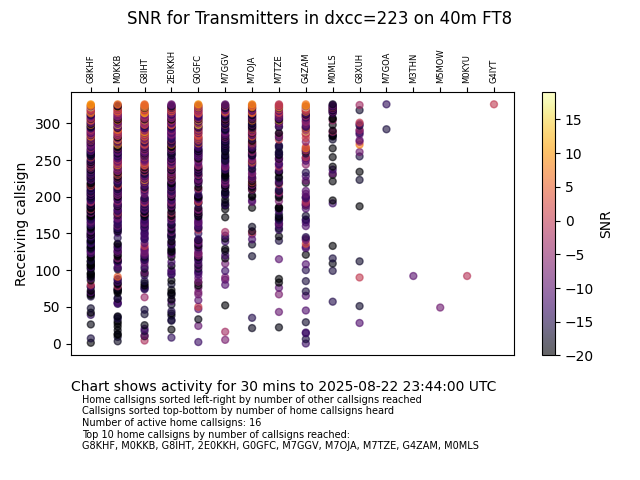 SNR for Transmitters in dxcc=223 on 40m FT8
G8KHF M0KKB G8IHT 2E0KKH G0GFC M7GGV M7OJA M7TZE G4ZAM M0MLS G8XUH M7GOA M3THN M5MOW M0KYU G4IYT
300
250
200
150
100
50
0
Receiving callsign
15
10
5
0
−5
−10
−15
−20
SNR
Chart shows activity for 30 mins to 2025-08-22 23:44:00 UTC
Home callsigns sorted left-right by number of other callsigns reached
Callsigns sorted top-bottom by number of home callsigns heard
Number of active home callsigns: 16
Top 10 home callsigns by number of callsigns reached:
G8KHF, M0KKB, G8IHT, 2E0KKH, G0GFC, M7GGV, M7OJA, M7TZE, G4ZAM, M0MLS